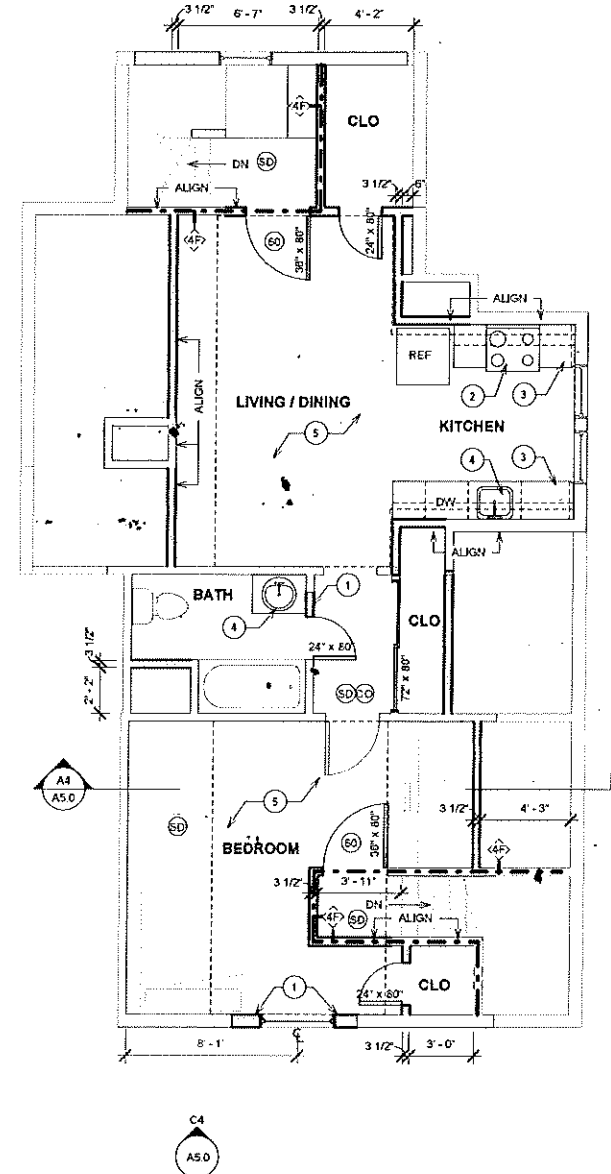 3 1/2"
6'-7"
3 1/2"
4'-2"
4F
CLO
DN
SD
ALIGN
3 1/2"
6"
4F
60
36" x 80"
24" x 80"
ALIGN
REF
ALIGN
2
3
LIVING / DINING
KITCHEN
5
4
3
DW
ALIGN
BATH
1
4
CLO
24" x 80"
3 1/2"
2'-2"
SD
CO
72" x 80"
A4
A5.0
5
3 1/2"
4'-3"
SD
60
36" x 80"
BEDROOM
4F
3 1/2"
3'-11"
DN
4F
SD
ALIGN
CLO
24" x 80"
1
8'-1"
3 1/2"
3'-0"
C4
A5.0